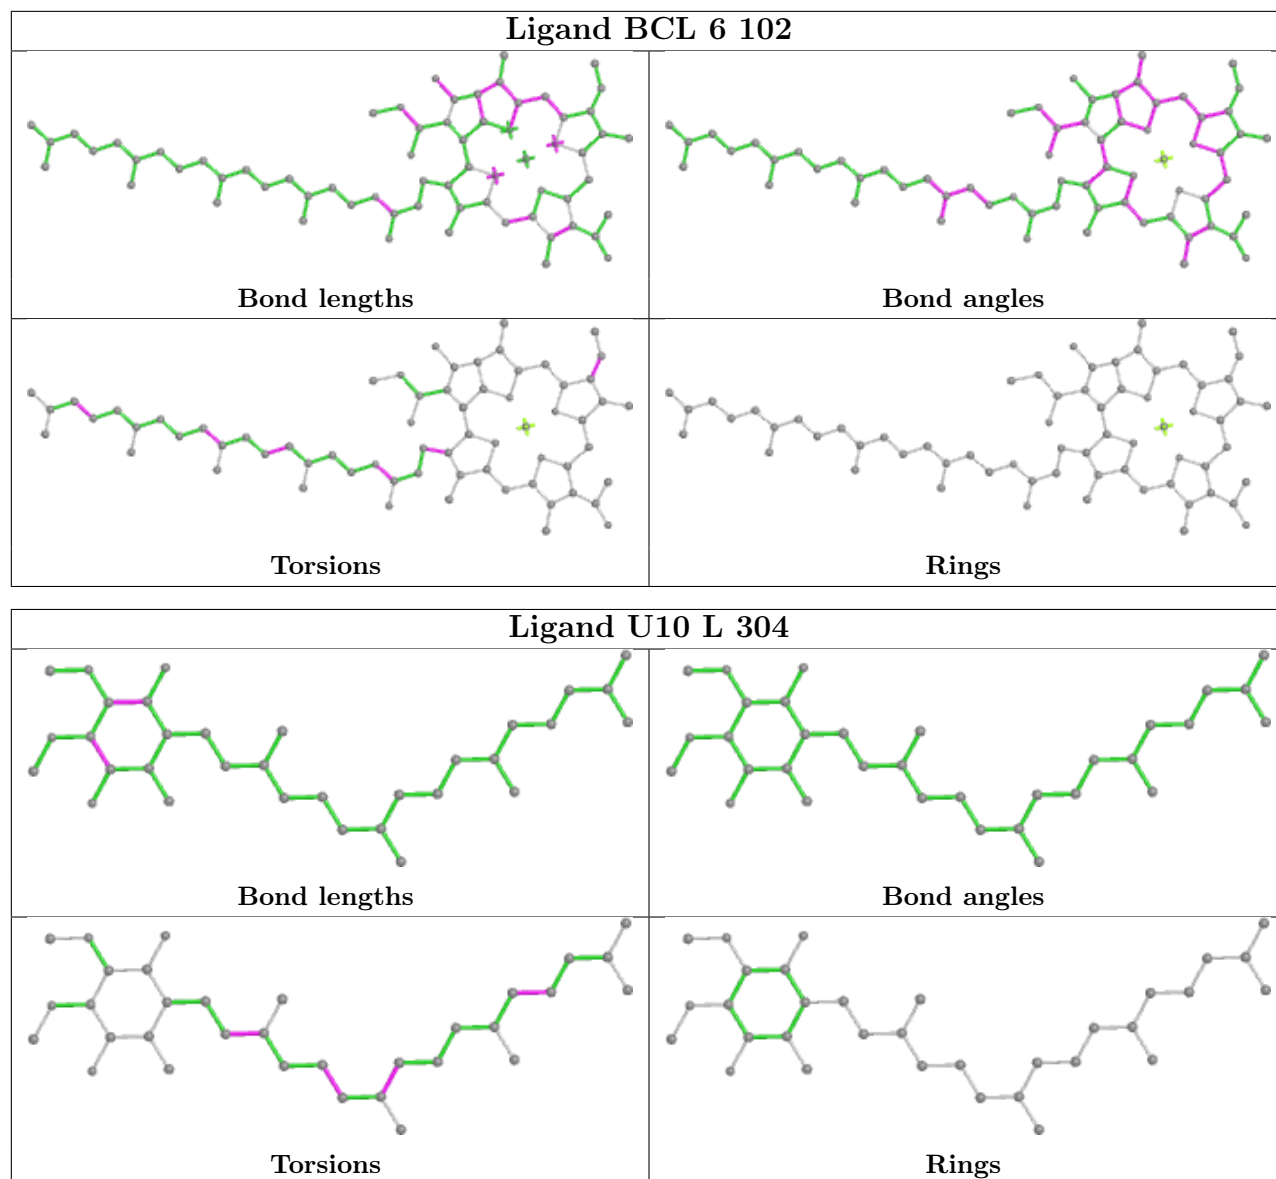 Ligand BCL 6 102
Bond lengths
Bond angles
Torsions
Rings
Ligand U10 L 304
Bond lengths
Bond angles
Torsions
Rings